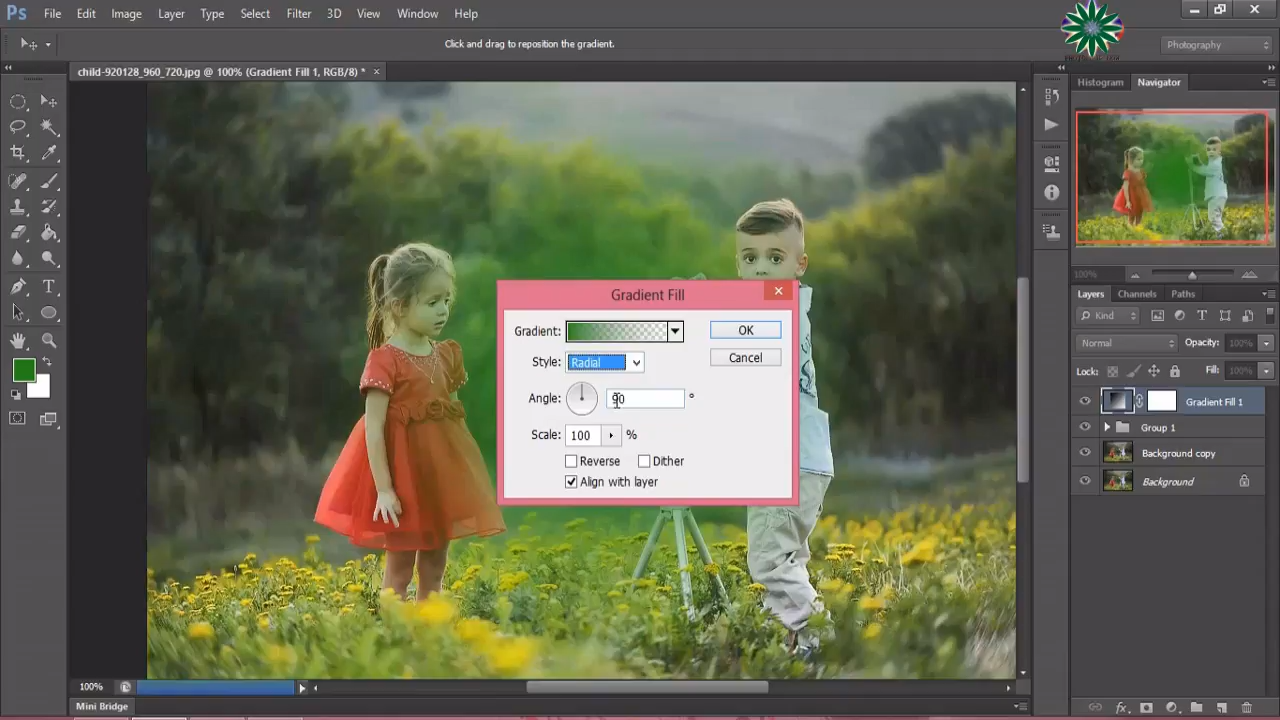 Ps File Edit Image Layer Type Select Filter 3D View Window Help
Click and drag to reposition the gradient.
Photography
child-920128_960_720.jpg @ 100% (Gradient Fill 1, RGB/8) *
Histogram Navigator
100%
Layers Channels Paths
Kind
Normal Opacity: 100%
Lock: Fill: 100%
Gradient Fill 1
Group 1
Background copy
Background
Gradient Fill
Gradient: OK
Style: Radial Cancel
Angle: 90 °
Scale: 100 %
Reverse Dither
Align with layer
100%
Mini Bridge